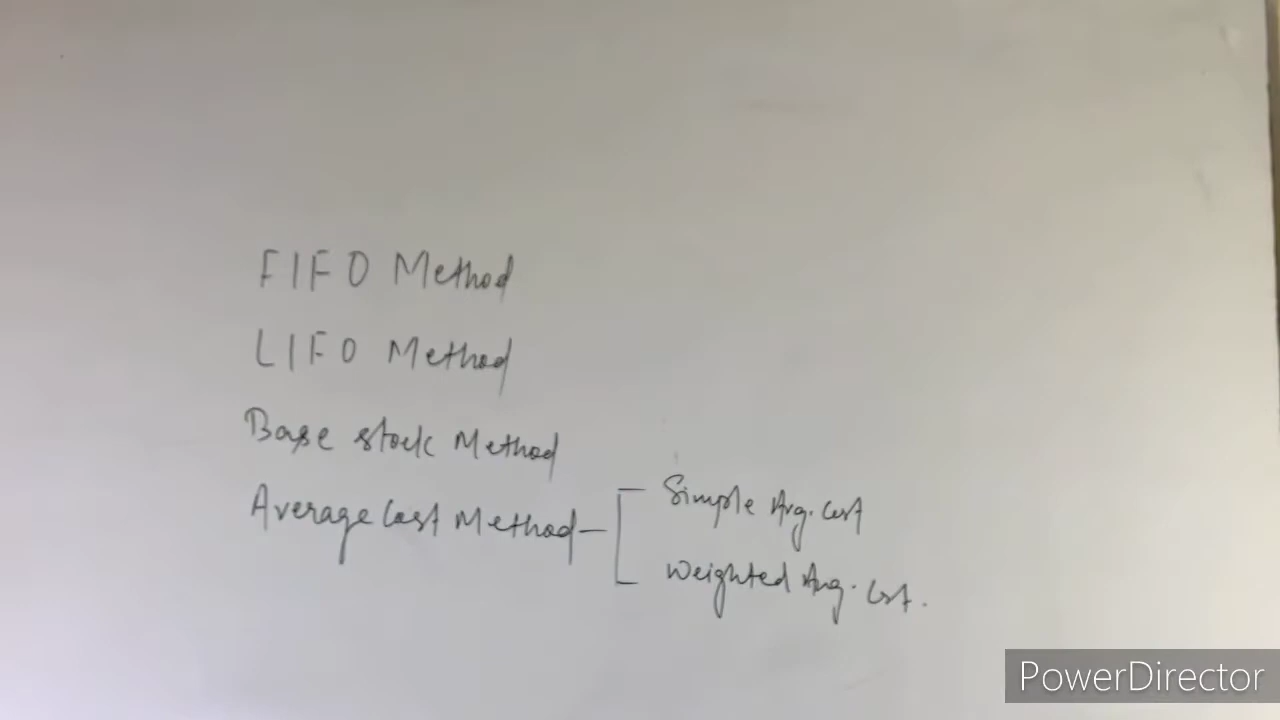 FIFO Method
LIFO Method
Base stock Method
Average Cost Method
Simple Avg. Cost
Weighted Avg. Cost.
PowerDirector